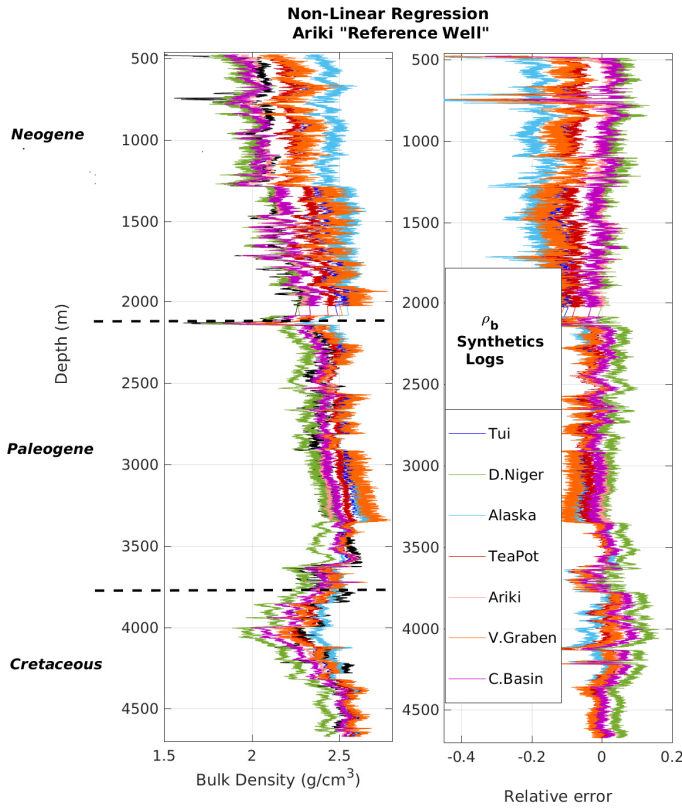 Non-Linear Regression
Ariki "Reference Well"
Neogene
Paleogene
Cretaceous
Depth (m)
500
1000
1500
2000
2500
3000
3500
4000
4500
1.5
2
2.5
Bulk Density (g/cm³)
500
1000
1500
2000
2500
3000
3500
4000
4500
ρb
Synthetics
Logs
Tui
D.Niger
Alaska
TeaPot
Ariki
V.Graben
C.Basin
-0.4
-0.2
0
0.2
Relative error